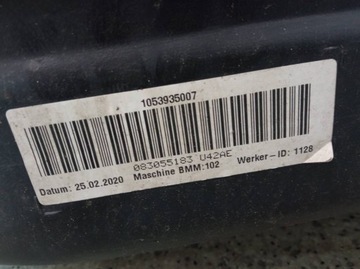 1053935007
083055183 U42AE
Datum: 25.02.2020 Maschine BMM:102 Werker-ID: 1128